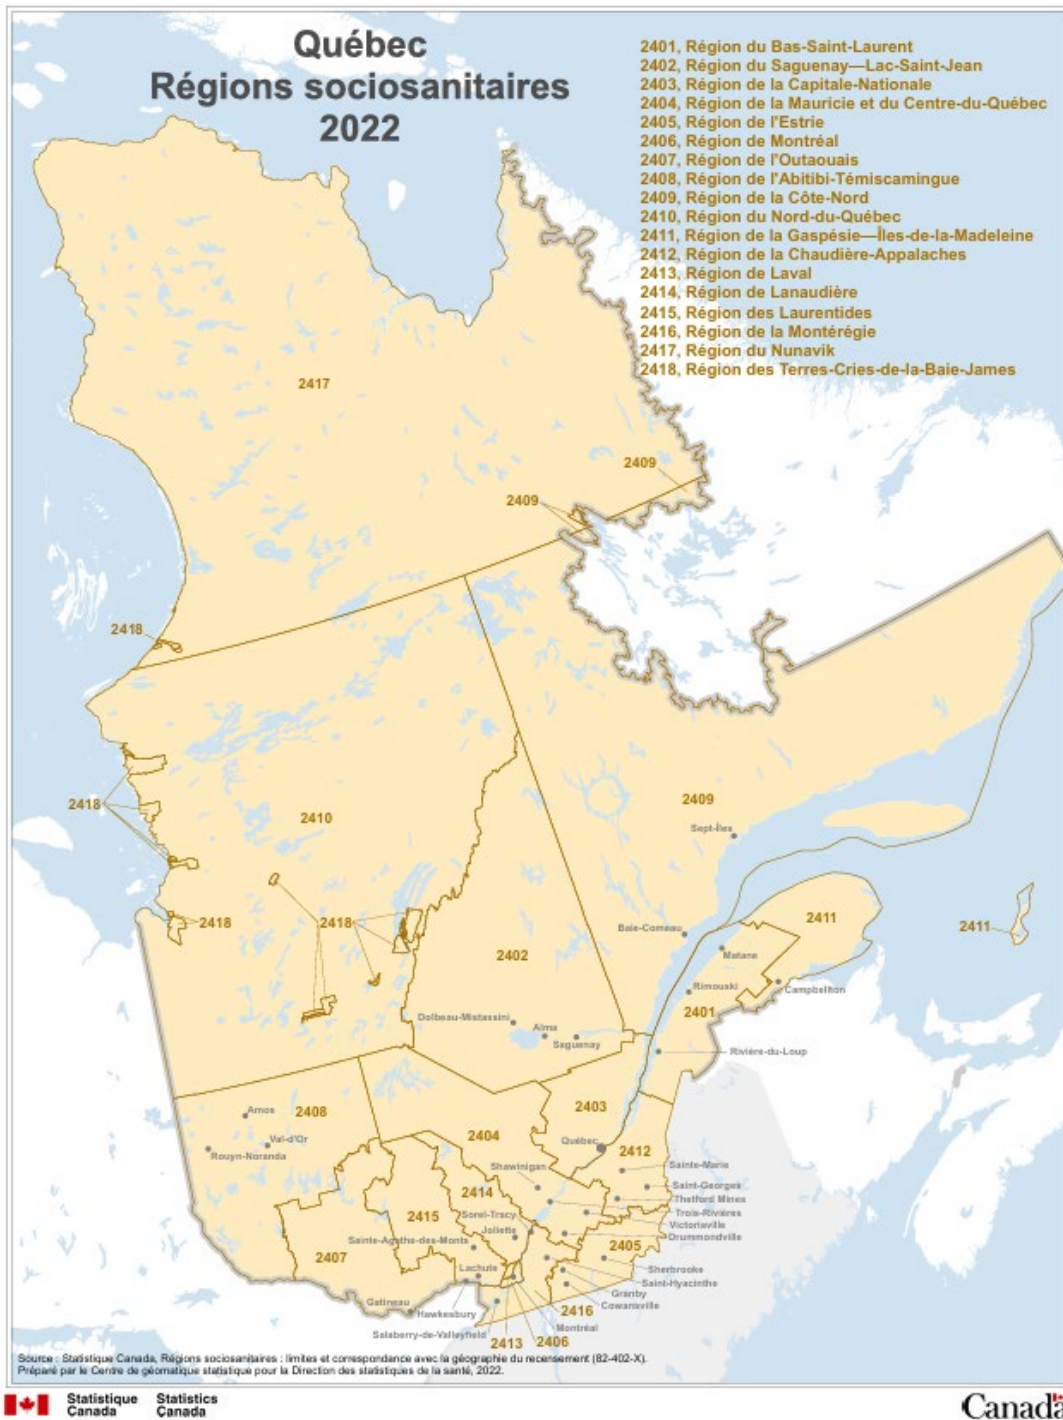 Québec
Régions sociosanitaires
2022
2401, Région du Bas-Saint-Laurent
2402, Région du Saguenay—Lac-Saint-Jean
2403, Région de la Capitale-Nationale
2404, Région de la Mauricie et du Centre-du-Québec
2405, Région de l'Estrie
2406, Région de Montréal
2407, Région de l'Outaouais
2408, Région de l'Abitibi-Témiscamingue
2409, Région de la Côte-Nord
2410, Région du Nord-du-Québec
2411, Région de la Gaspésie—Îles-de-la-Madeleine
2412, Région de la Chaudière-Appalaches
2413, Région de Laval
2414, Région de Lanaudière
2415, Région des Laurentides
2416, Région de la Montérégie
2417, Région du Nunavik
2418, Région des Terres-Cries-de-la-Baie-James
2417
2409
2409
2418
2418
2410
2409
Sept-Îles
2418
2418
2402
Baie-Comeau
2411
2411
Matane
Rimouski
Campbellton
2401
Dolbeau-Mistassini
Alma
Saguenay
Rivière-du-Loup
2408
Amos
Val-d'Or
Rouyn-Noranda
2403
2404
Québec
2412
Shawinigan
Sainte-Marie
2414
Saint-Georges
Thetford Mines
2415
Sorel-Tracy
Trois-Rivières
Victoriaville
Joliette
Drummondville
Sainte-Agathe-des-Monts
2405
2407
Lachute
Sherbrooke
Saint-Hyacinthe
Granby
Cowansville
Gatineau
Hawkesbury
2416
Montréal
Salaberry-de-Valleyfield
2413
2406
Source : Statistique Canada, Régions sociosanitaires : limites et correspondance avec la géographie du recensement (82-402-X).
Préparé par le Centre de géomatique statistique pour la Direction des statistiques de la santé, 2022.
Statistique Canada
Statistics Canada
Canada